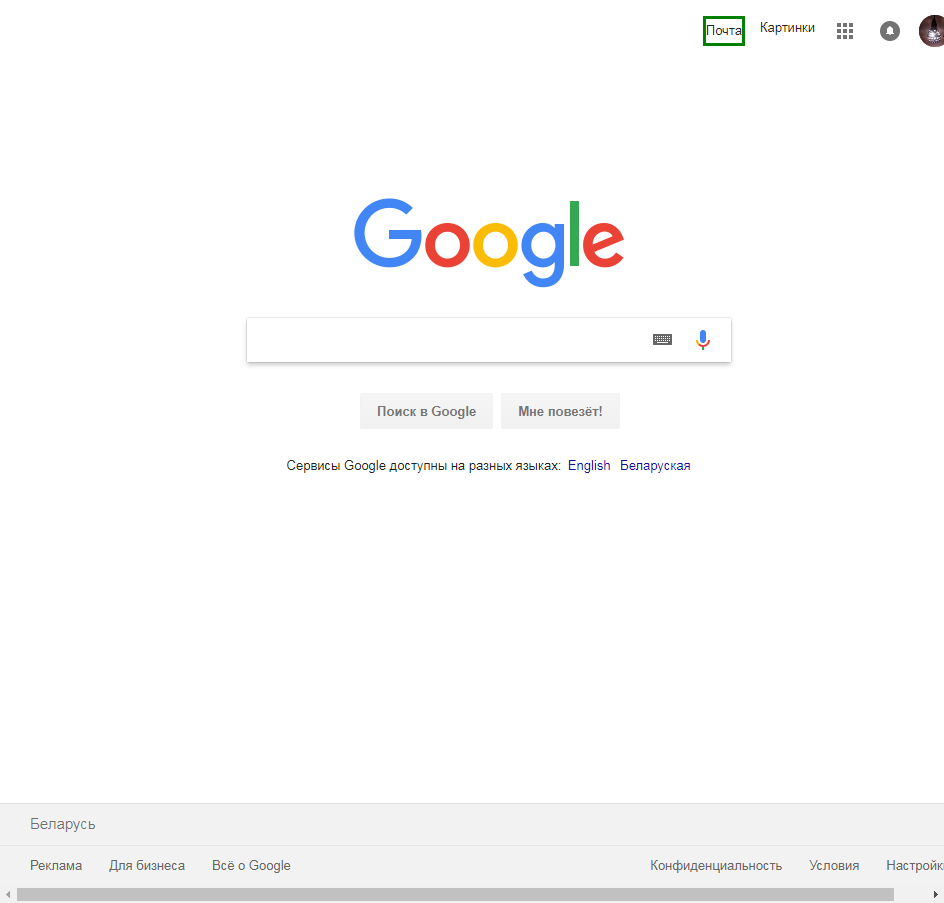 Почта Картинки
Google
Поиск в Google Мне повезёт!
Сервисы Google доступны на разных языках: English Беларуская
Беларусь
Реклама Для бизнеса Всё о Google Конфиденциальность Условия Настройк